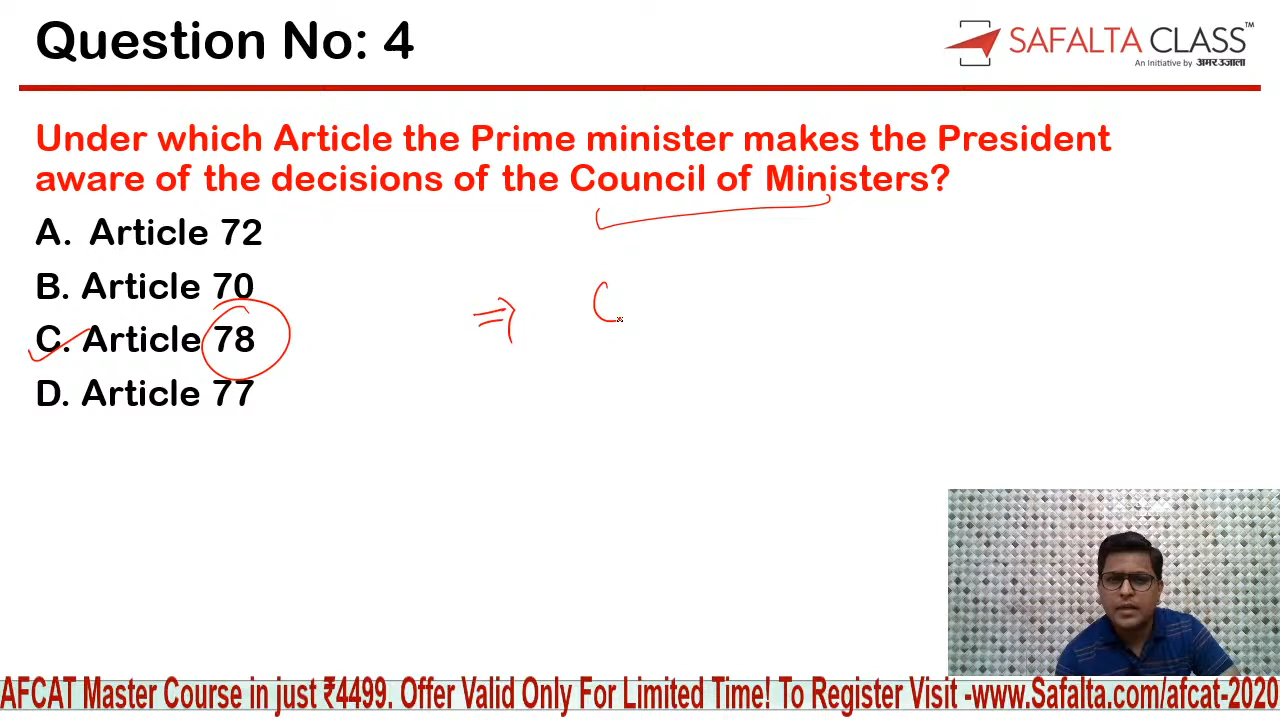 Question No: 4
SAFALTA CLASS™
An Initiative by अमर उजाला
Under which Article the Prime minister makes the President
aware of the decisions of the Council of Ministers?
A. Article 72
B. Article 70
C. Article 78
D. Article 77
⇒ C
AFCAT Master Course in just ₹4499. Offer Valid Only For Limited Time! To Register Visit -www.Safalta.com/afcat-2020